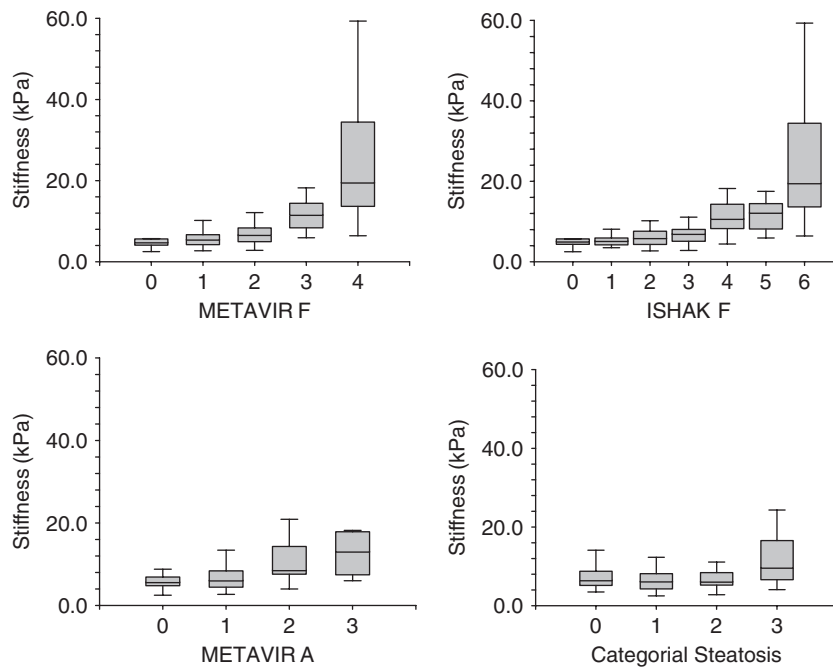 60.0
40.0
20.0
0.0
Stiffness (kPa)
0 1 2 3 4
METAVIR F
60.0
40.0
20.0
0.0
Stiffness (kPa)
0 1 2 3 4 5 6
ISHAK F
60.0
40.0
20.0
0.0
Stiffness (kPa)
0 1 2 3
METAVIR A
60.0
40.0
20.0
0.0
Stiffness (kPa)
0 1 2 3
Categorial Steatosis